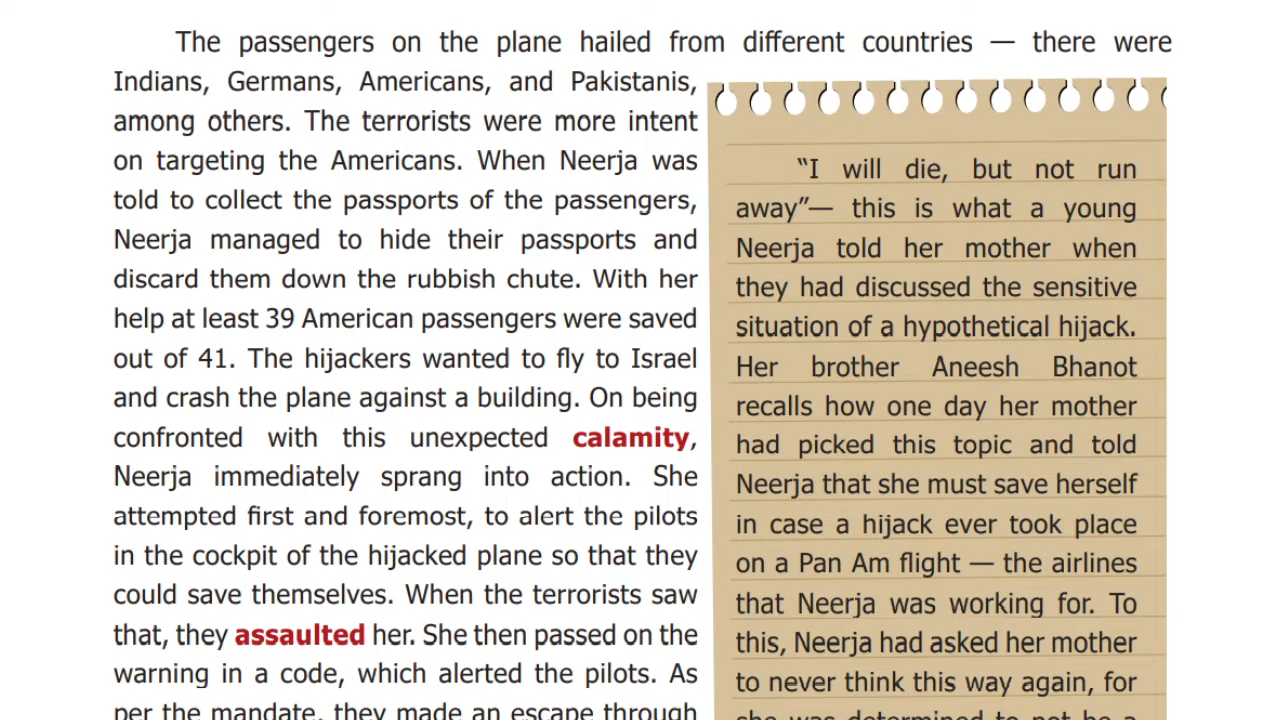 The passengers on the plane hailed from different countries — there were
Indians, Germans, Americans, and Pakistanis,
among others. The terrorists were more intent
on targeting the Americans. When Neerja was
told to collect the passports of the passengers,
Neerja managed to hide their passports and
discard them down the rubbish chute. With her
help at least 39 American passengers were saved
out of 41. The hijackers wanted to fly to Israel
and crash the plane against a building. On being
confronted with this unexpected calamity,
Neerja immediately sprang into action. She
attempted first and foremost, to alert the pilots
in the cockpit of the hijacked plane so that they
could save themselves. When the terrorists saw
that, they assaulted her. She then passed on the
warning in a code, which alerted the pilots. As
per the mandate, they made an escape through
“I will die, but not run
away”— this is what a young
Neerja told her mother when
they had discussed the sensitive
situation of a hypothetical hijack.
Her brother Aneesh Bhanot
recalls how one day her mother
had picked this topic and told
Neerja that she must save herself
in case a hijack ever took place
on a Pan Am flight — the airlines
that Neerja was working for. To
this, Neerja had asked her mother
to never think this way again, for
she was determined to not be a